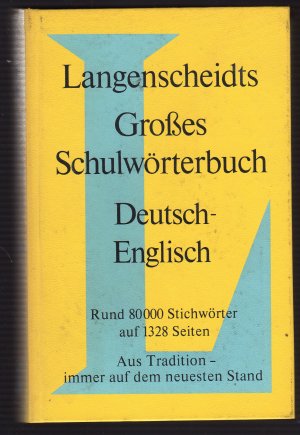 Langenscheidts
Großes
Schulwörterbuch
Deutsch-
Englisch
Rund 80000 Stichwörter
auf 1328 Seiten
Aus Tradition –
immer auf dem neuesten Stand